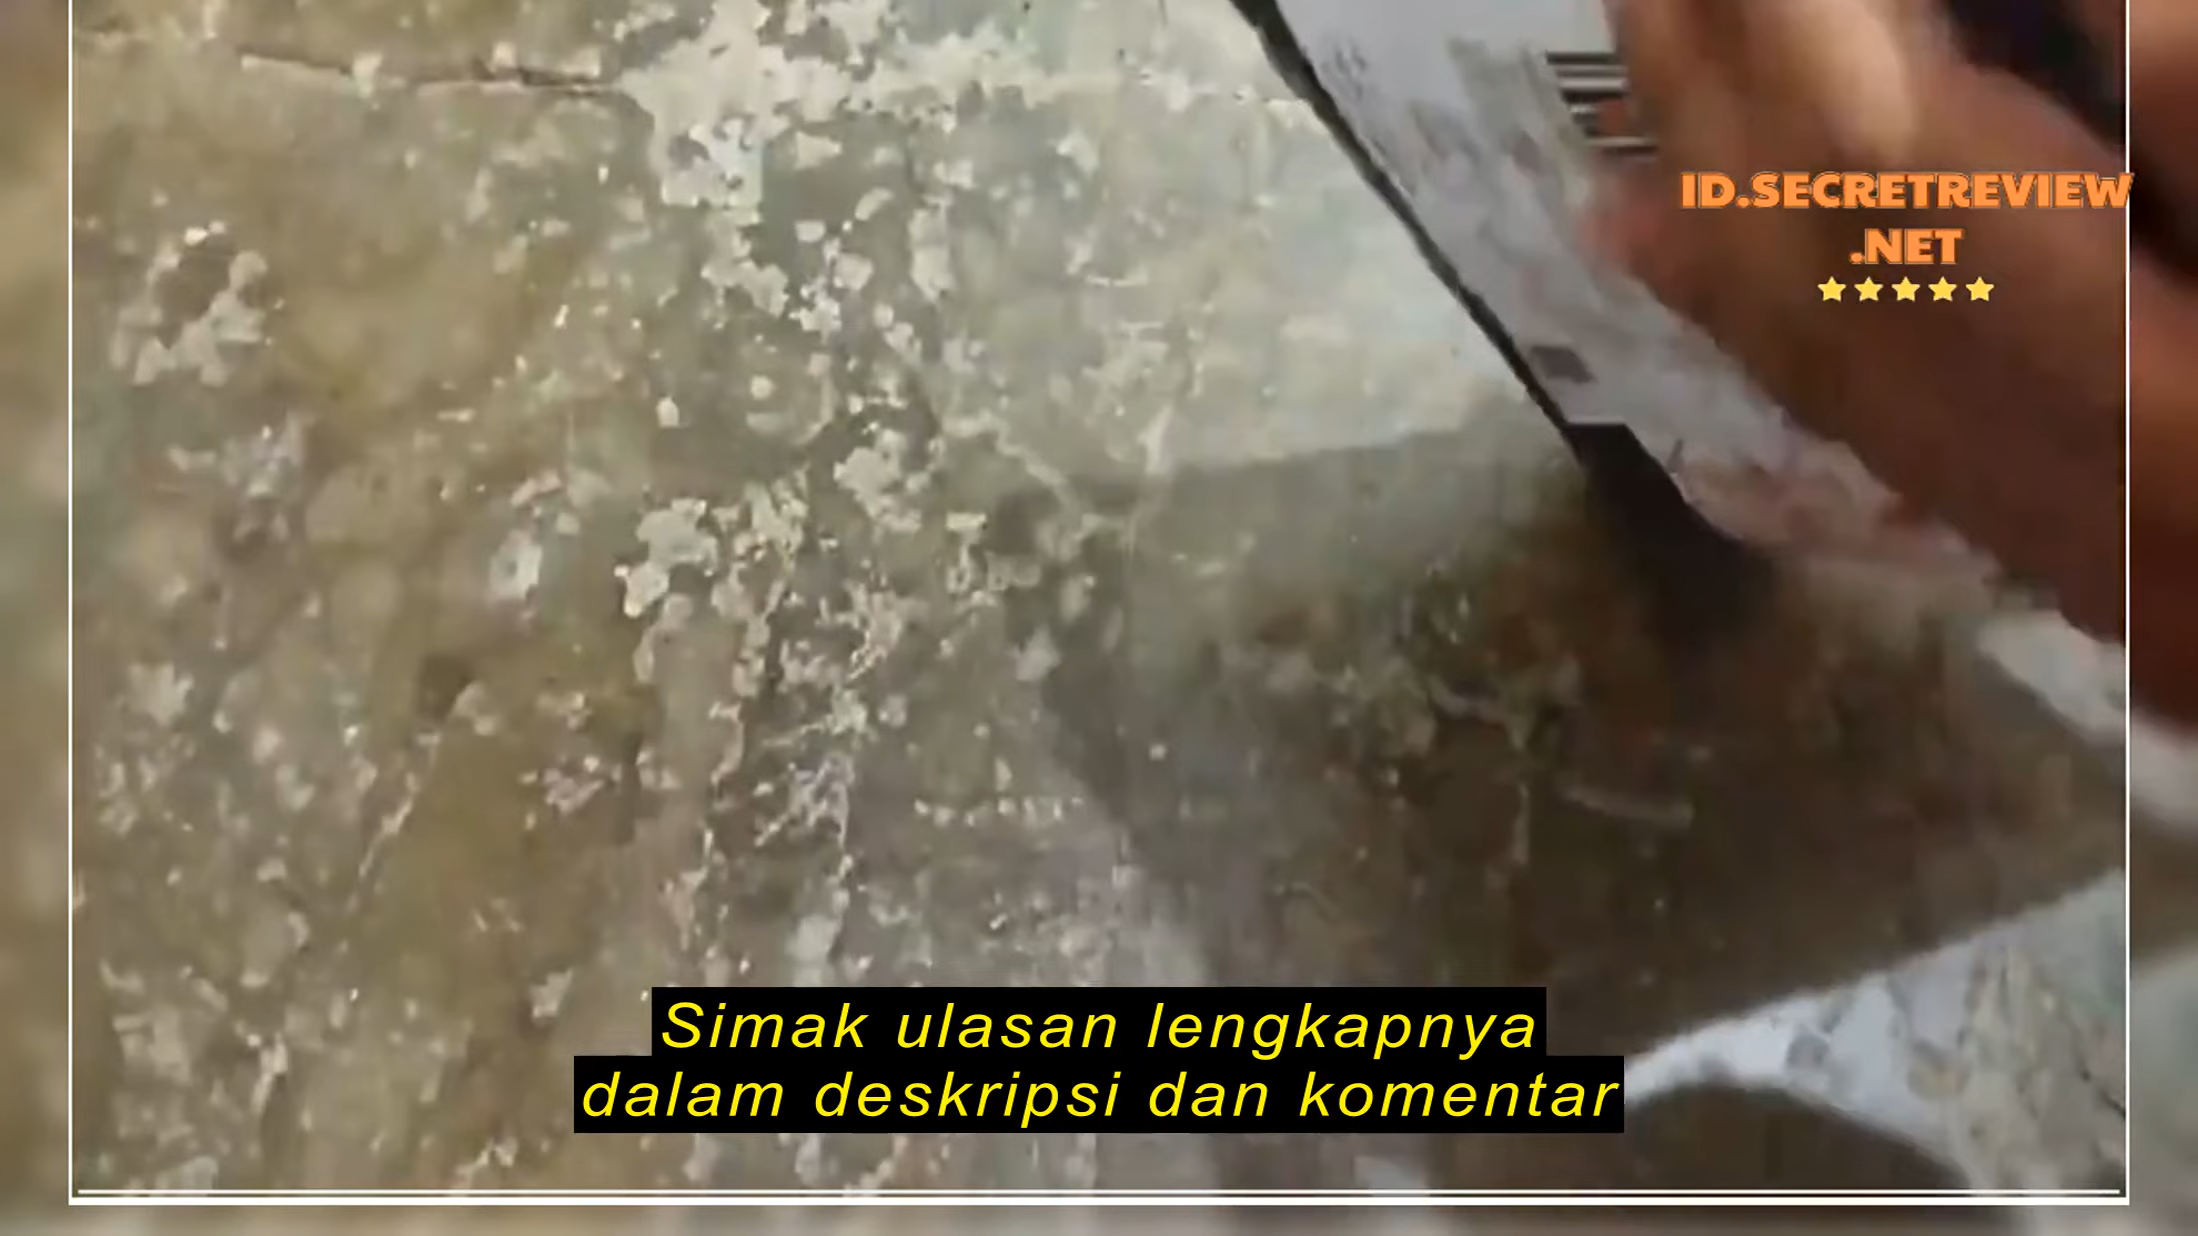 ID.SECRETREVIEW
.NET
Simak ulasan lengkapnya
dalam deskripsi dan komentar